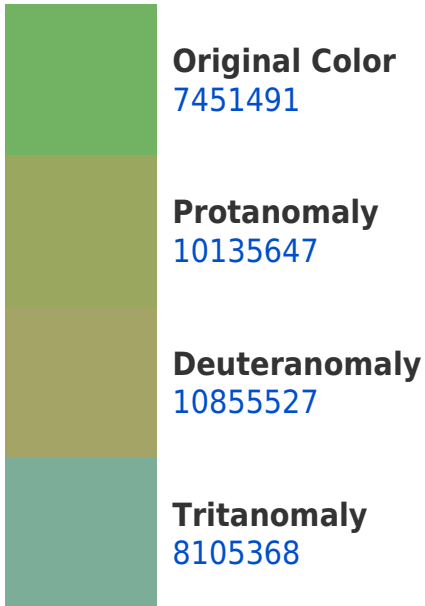 Original Color
7451491
Protanomaly
10135647
Deuteranomaly
10855527
Tritanomaly
8105368